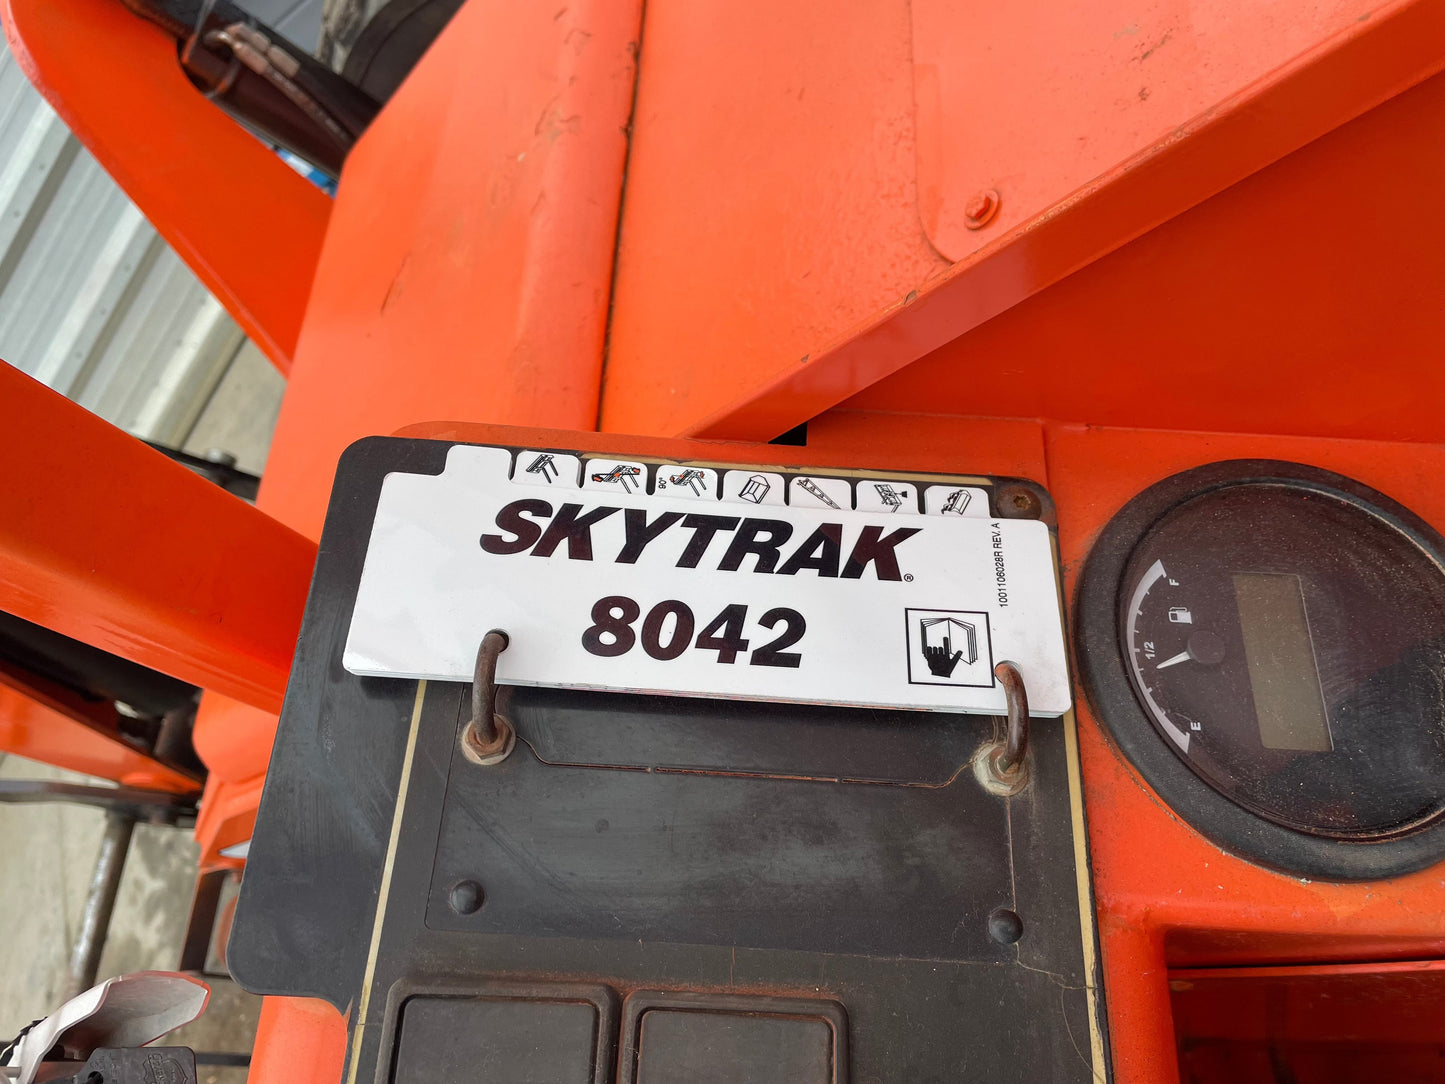 90°
SKYTRAK®
8042
1001106028R REV. A
F
1/2
E